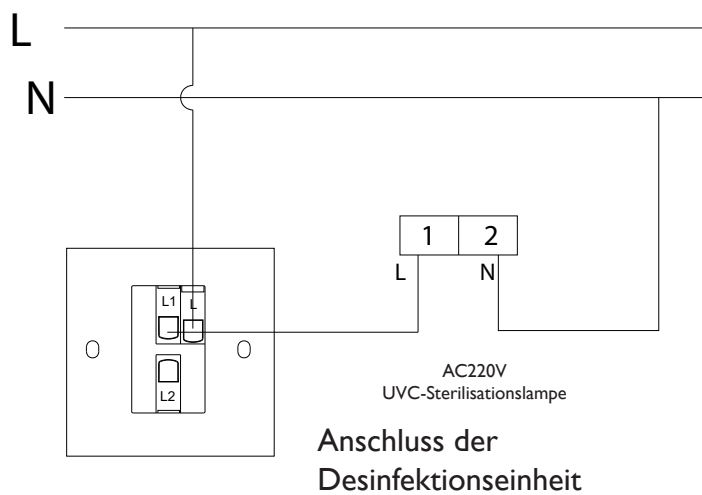 L
N
1 2
L N
L1 L
L2
AC220V
UVC-Sterilisationslampe
Anschluss der
Desinfektionseinheit